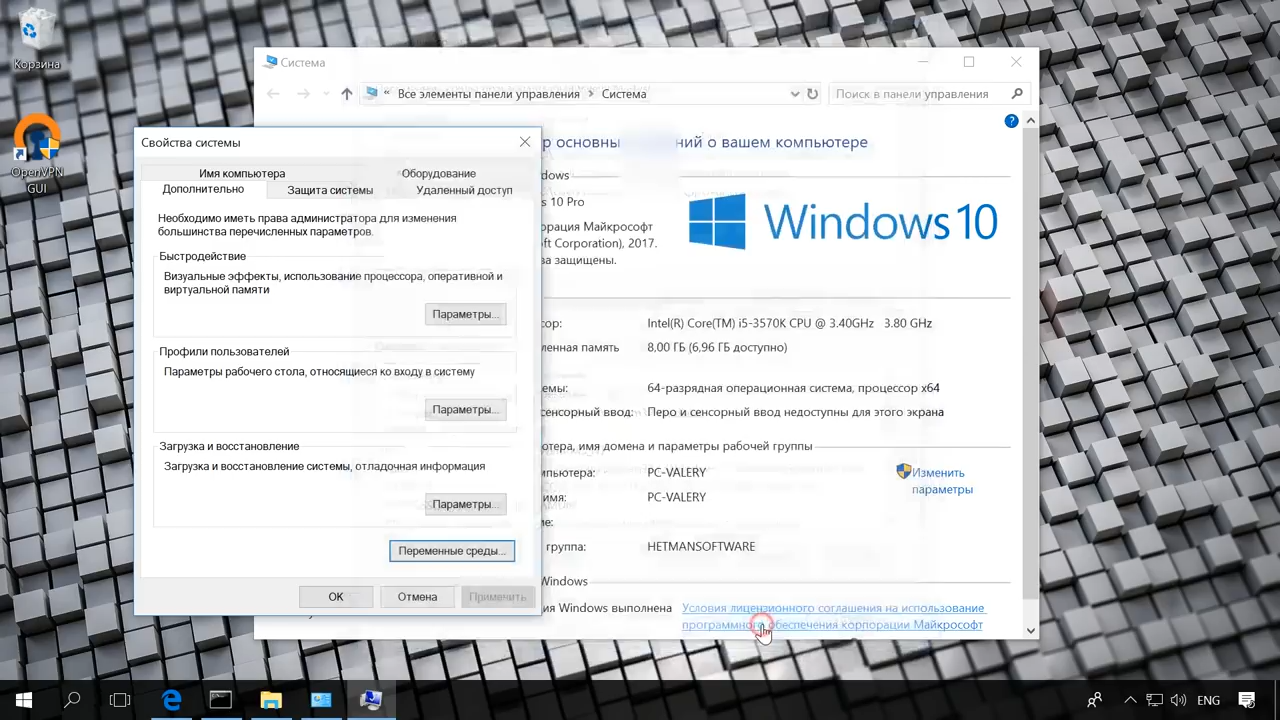 Корзина
OpenVPN
GUI
Система
« Все элементы панели управления › Система
Поиск в панели управления
Свойства системы
Имя компьютера
Оборудование
Дополнительно
Защита системы
Удаленный доступ
Необходимо иметь права администратора для изменения
большинства перечисленных параметров.
Быстродействие
Визуальные эффекты, использование процессора, оперативной и
виртуальной памяти
Параметры...
Профили пользователей
Параметры рабочего стола, относящиеся ко входу в систему
Параметры...
Загрузка и восстановление
Загрузка и восстановление системы, отладочная информация
Параметры...
Переменные среды...
OK
Отмена
Применить
р основны
ний о вашем компьютере
dows
s 10 Pro
орация Майкрософт
oft Corporation), 2017.
ва защищены.
Windows 10
сор:
Intel(R) Core(TM) i5-3570K CPU @ 3.40GHz 3.80 GHz
ленная память
8,00 ГБ (6,96 ГБ доступно)
емы:
64-разрядная операционная система, процессор x64
сенсорный ввод:
Перо и сенсорный ввод недоступны для этого экрана
ютера, имя домена и параметры рабочей группы
мпьютера:
PC-VALERY
имя:
PC-VALERY
ие:
группа:
HETMANSOFTWARE
Изменить
параметры
Windows
ия Windows выполнена
Условия лицензионного соглашения на использование
программного обеспечения корпорации Майкрософт
ENG